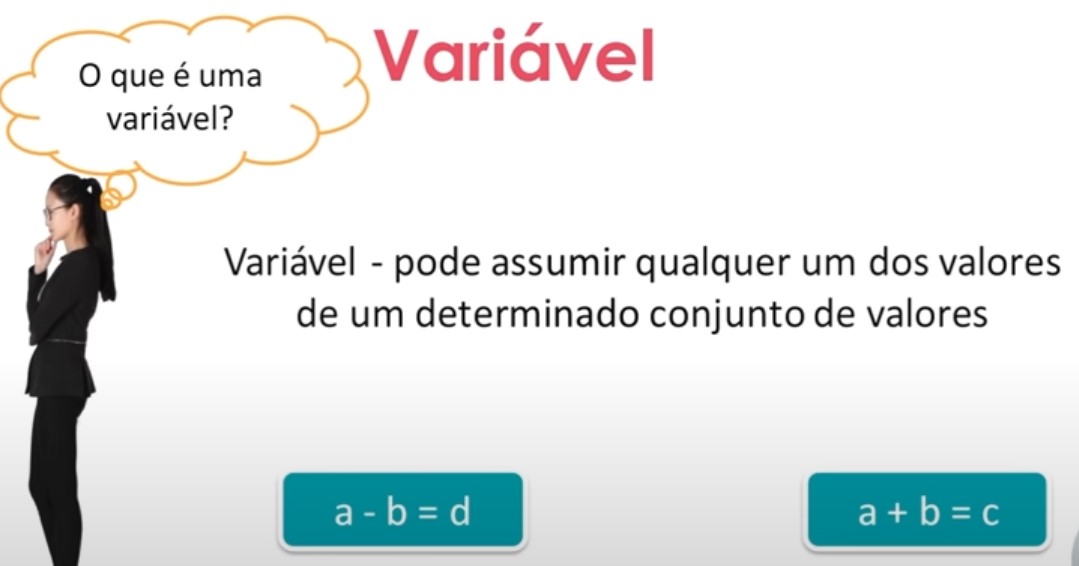 Variável
O que é uma
variável?
Variável - pode assumir qualquer um dos valores
de um determinado conjunto de valores
a - b = d
a + b = c